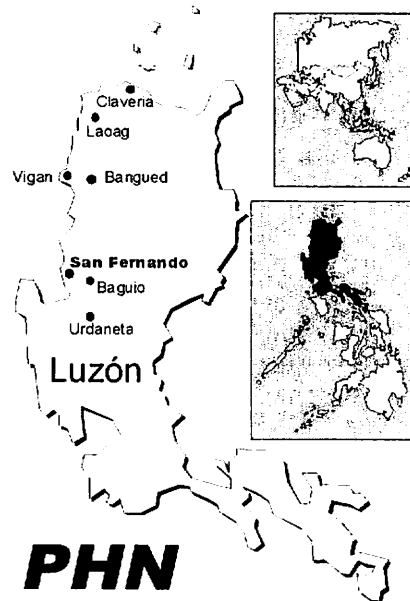 Claveria
Laoag
Vigan
Bangued
San Fernando
Baguio
Urdaneta
Luzón
PHN